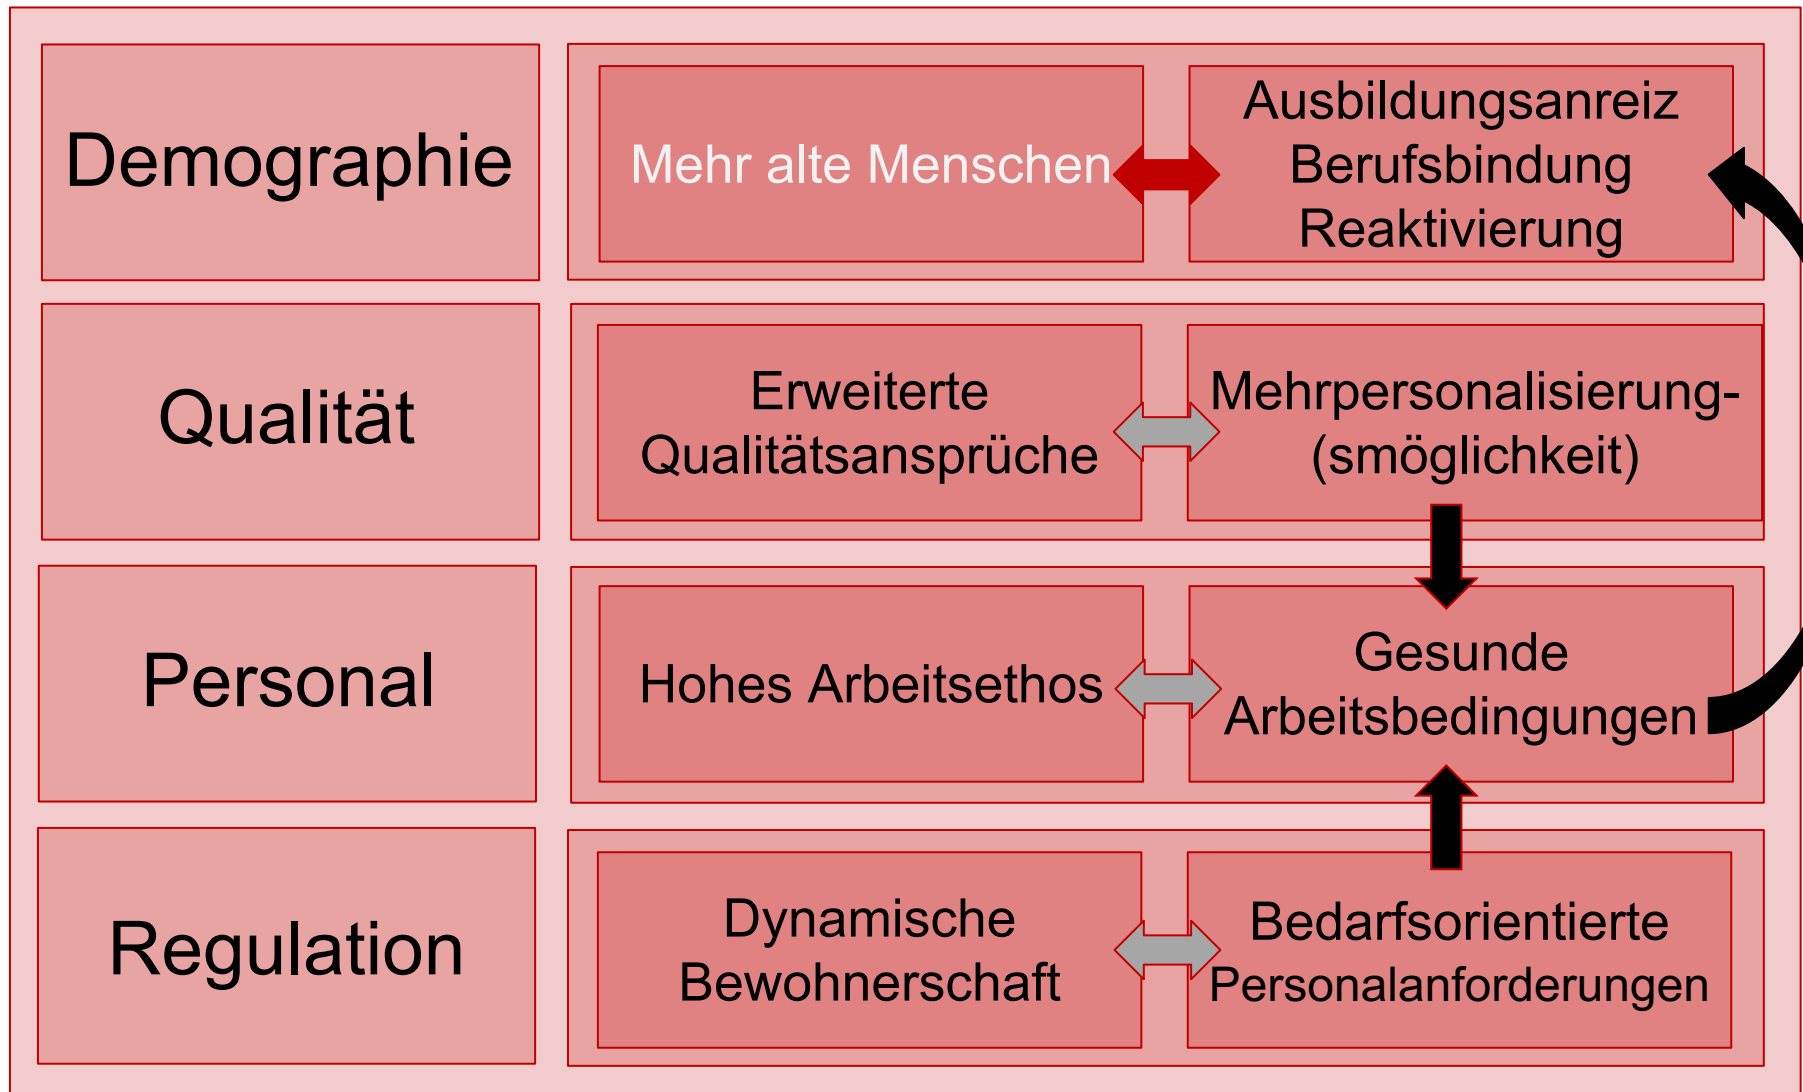 Demographie
Mehr alte Menschen
Ausbildungsanreiz
Berufsbindung
Reaktivierung
Qualität
Erweiterte
Qualitätsansprüche
Mehrpersonalisierung-
(smöglichkeit)
Personal
Hohes Arbeitsethos
Gesunde
Arbeitsbedingungen
Regulation
Dynamische
Bewohnerschaft
Bedarfsorientierte
Personalanforderungen